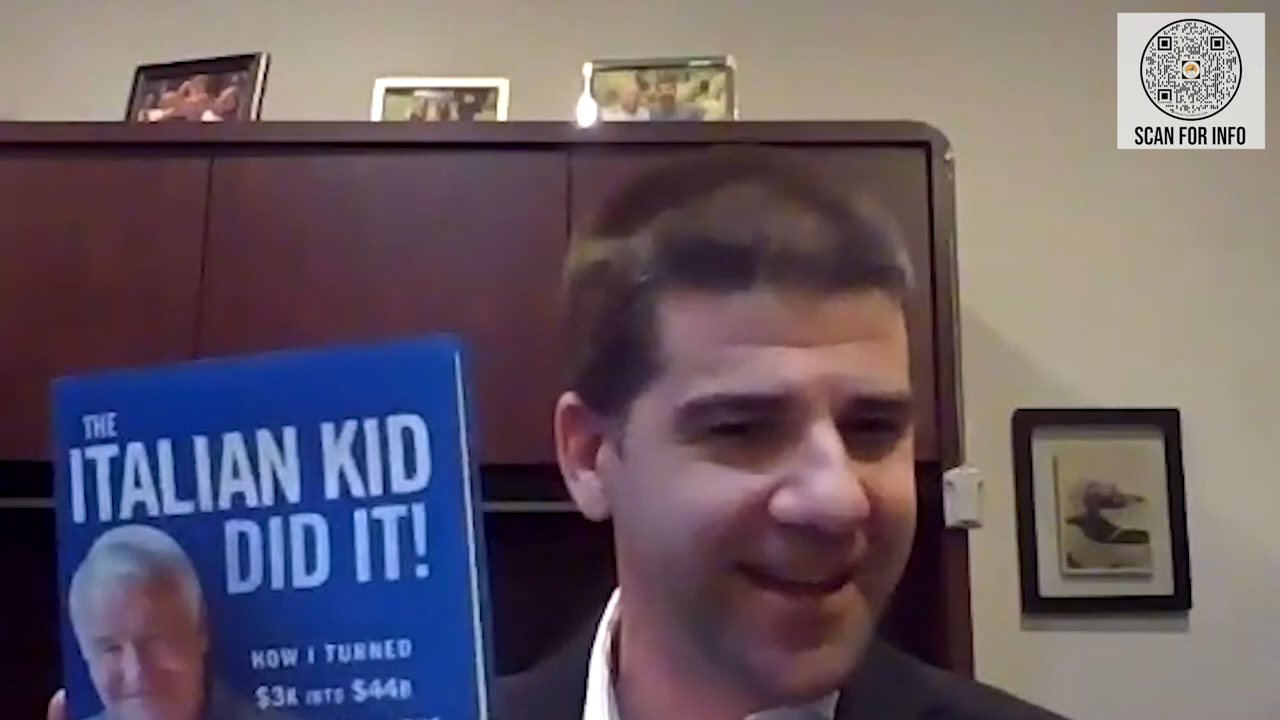 THE
ITALIAN KID
DID IT!
HOW I TURNED
$3K INTO $44B
SCAN FOR INFO